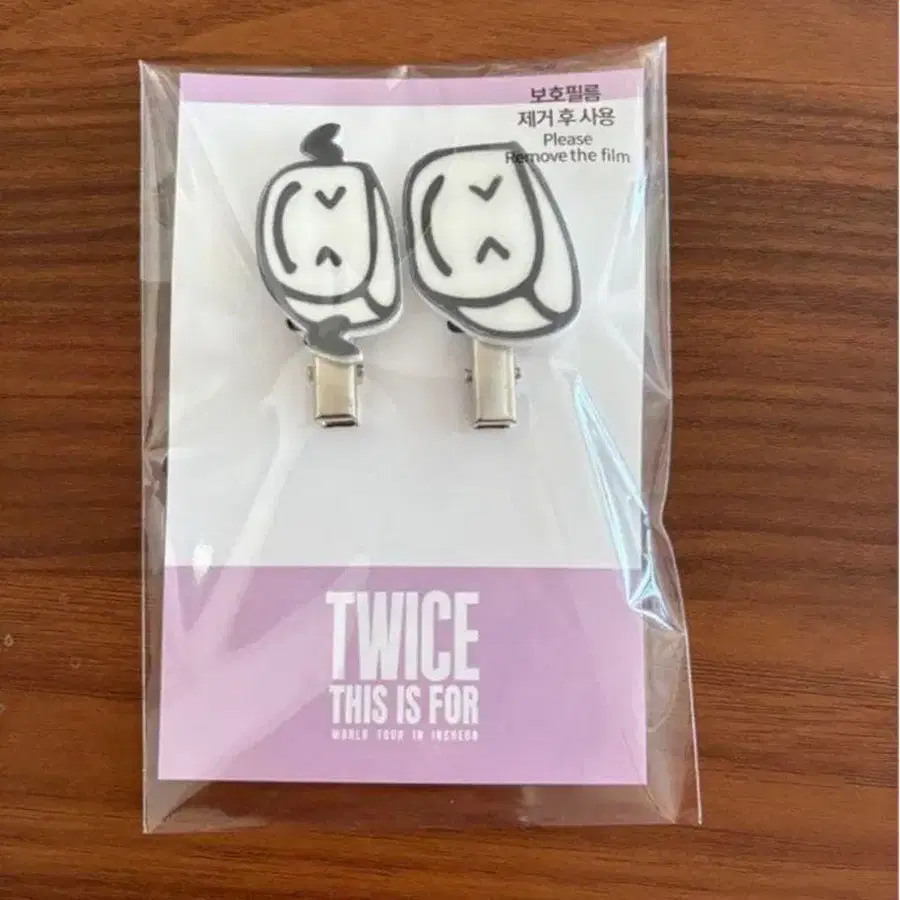 보호필름
제거 후 사용
Please
Remove the film
TWICE
THIS IS FOR
WORLD TOUR IN INCHEON